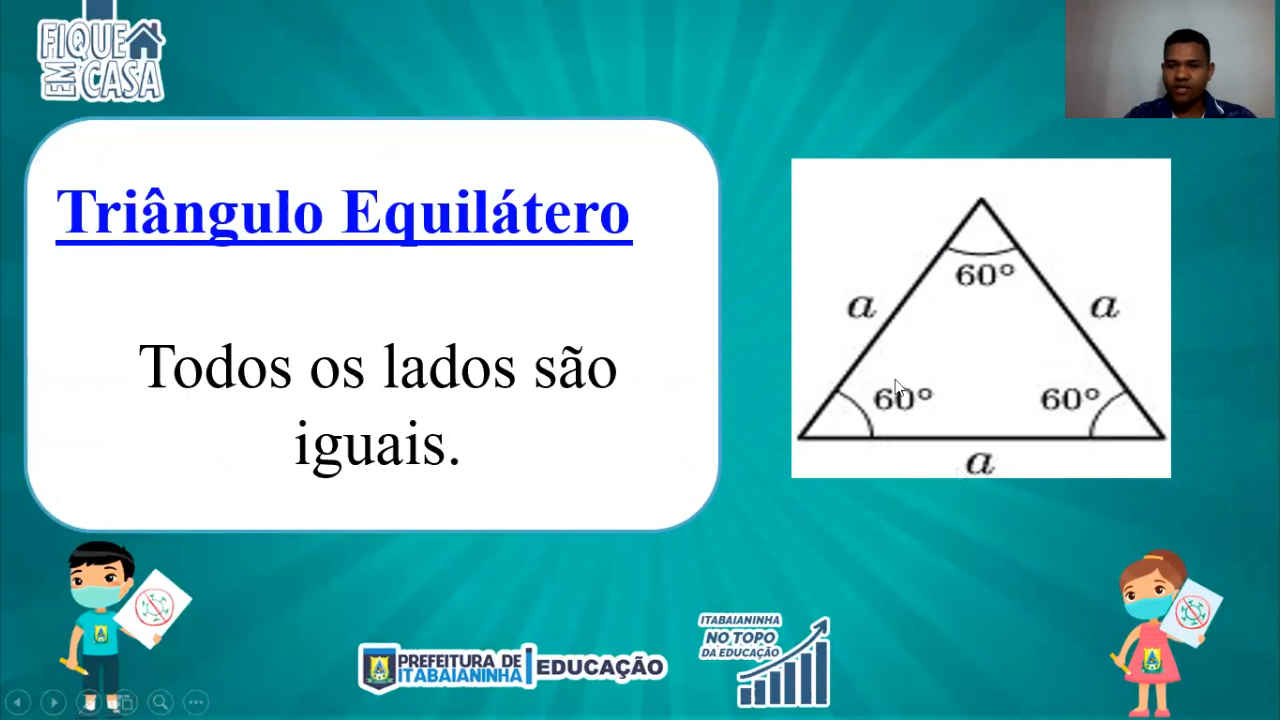 FIQUE
EM CASA
Triângulo Equilátero
Todos os lados são
iguais.
60°
a
a
60°
60°
a
PREFEITURA DE
ITABAIANINHA
EDUCAÇÃO
ITABAIANINHA
NO TOPO
DA EDUCAÇÃO